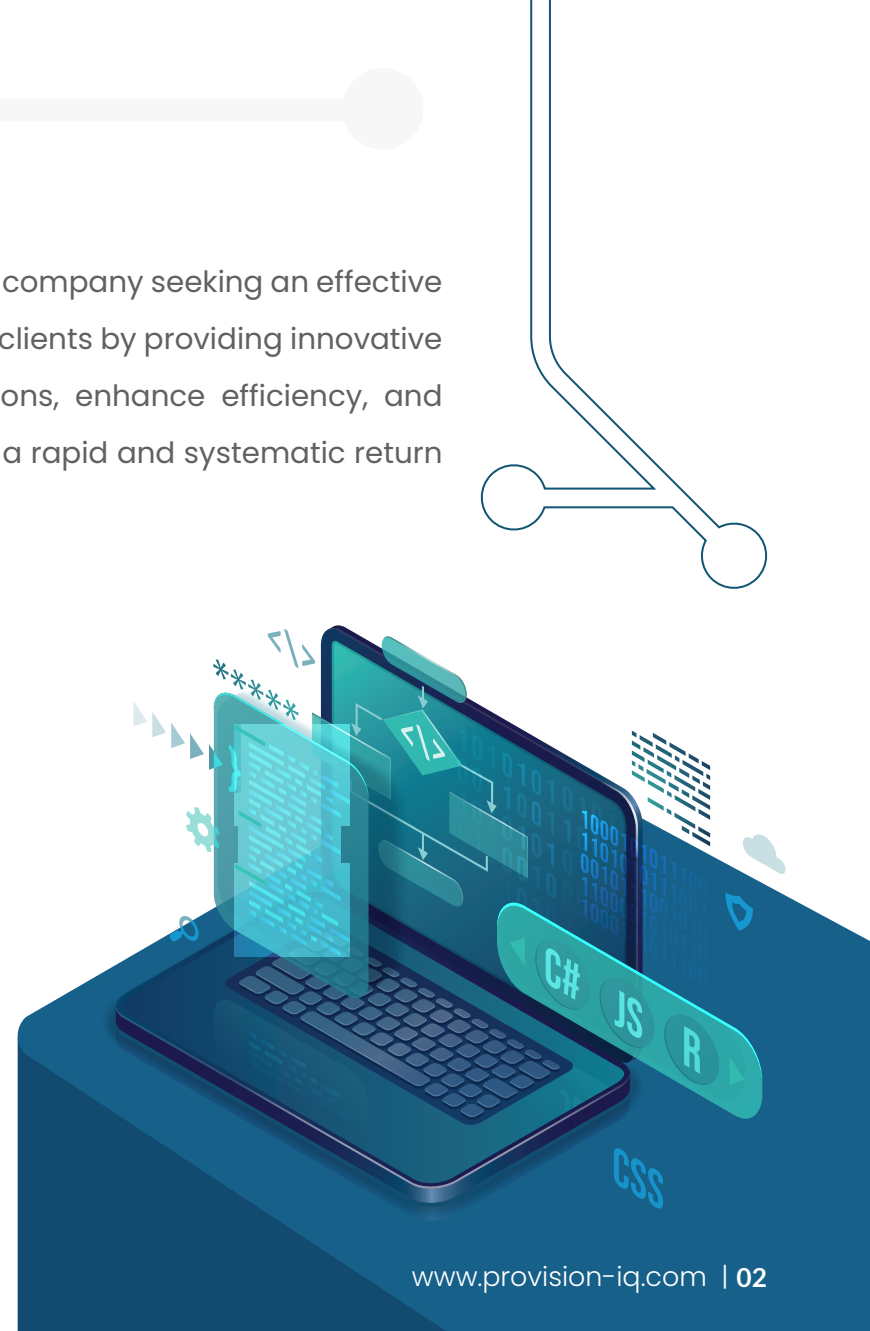 company seeking an effective
clients by providing innovative
ons, enhance efficiency, and
a rapid and systematic return
</>
*****
</>
}
C#
JS
R
CSS
www.provision-iq.com | 02